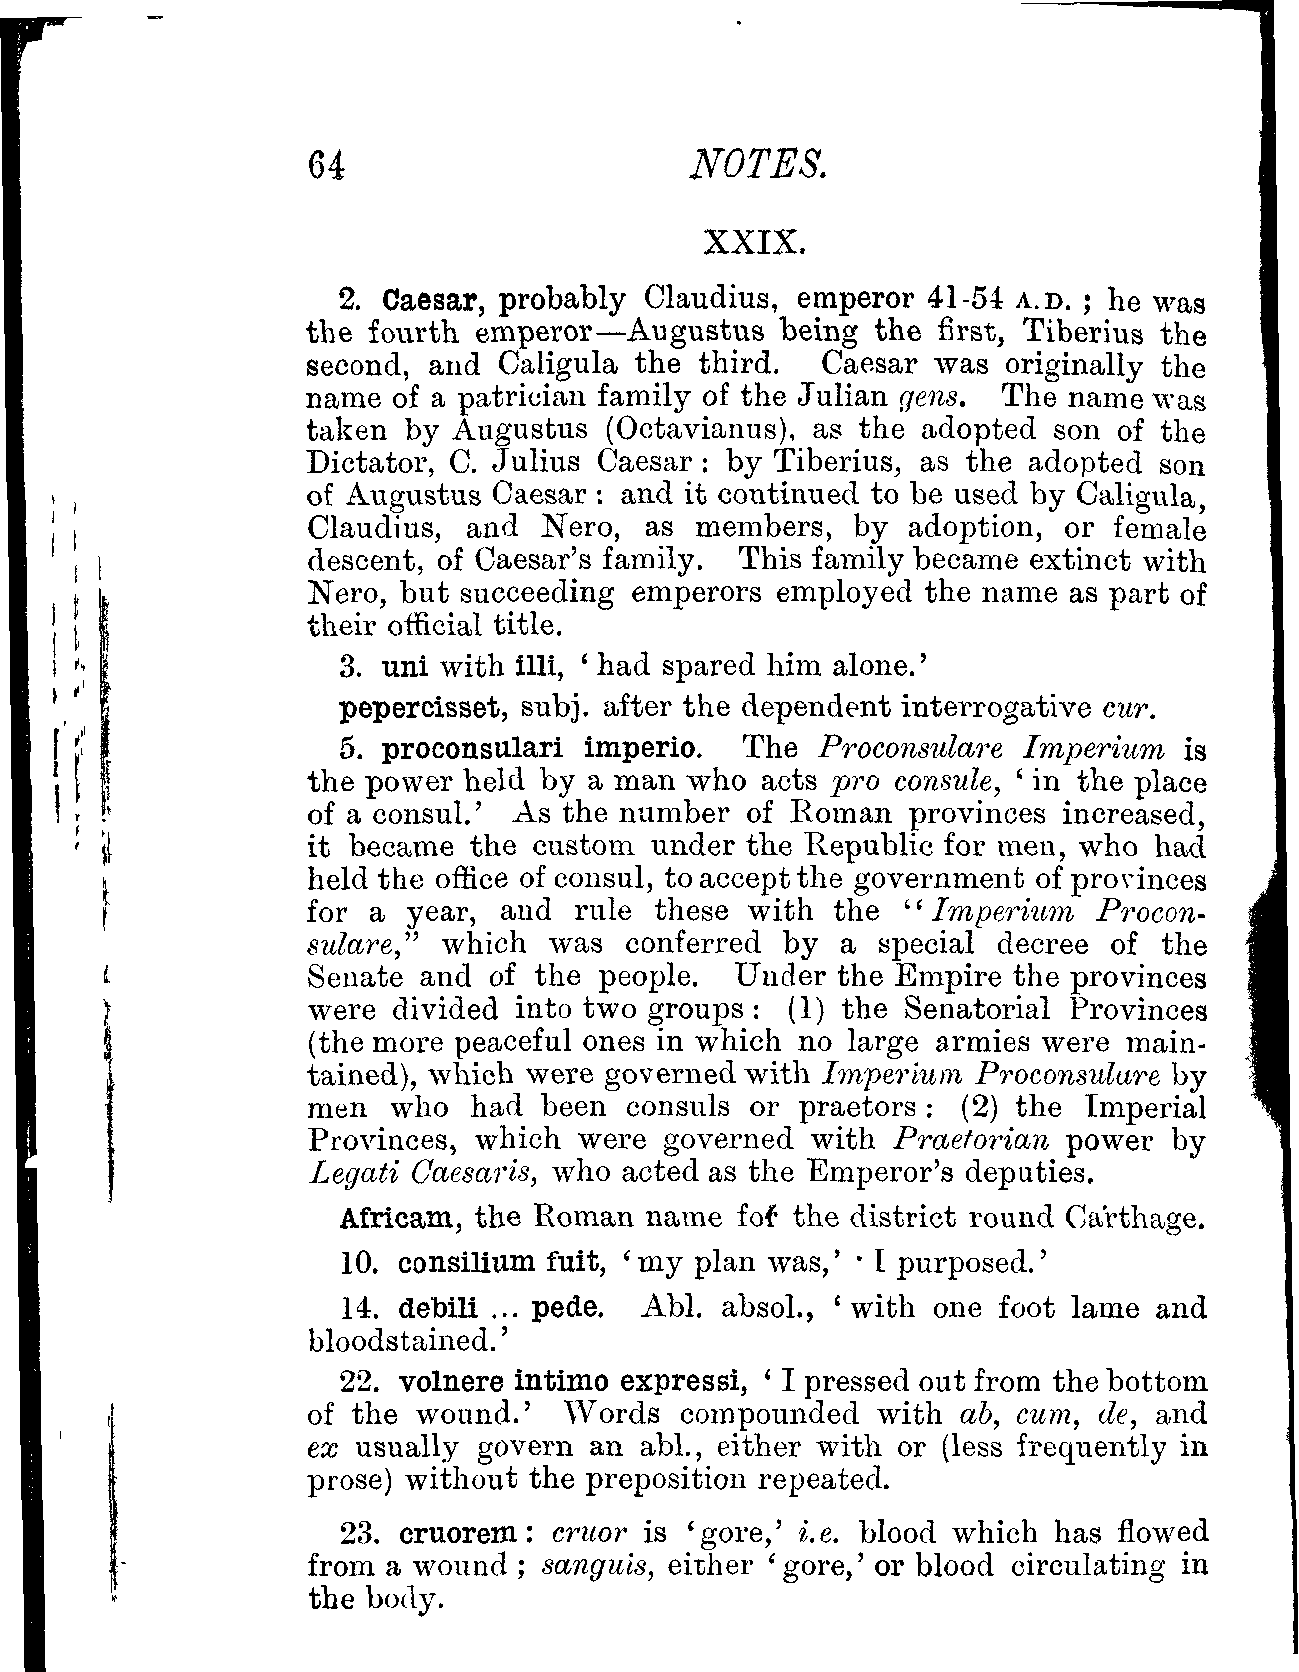 64 NOTES.
XXIX.
2. Caesar, probably Claudius, emperor 41-54 A.D. ; he was
the fourth emperor—Augustus being the first, Tiberius the
second, and Caligula the third. Caesar was originally the
name of a patrician family of the Julian gens. The name was
taken by Augustus (Octavianus), as the adopted son of the
Dictator, C. Julius Caesar : by Tiberius, as the adopted son
of Augustus Caesar : and it continued to be used by Caligula,
Claudius, and Nero, as members, by adoption, or female
descent, of Caesar's family. This family became extinct with
Nero, but succeeding emperors employed the name as part of
their official title.
3. uni with illi, ‘ had spared him alone.’
pepercisset, subj. after the dependent interrogative cur.
5. proconsulari imperio. The Proconsulare Imperium is
the power held by a man who acts pro consule, ‘ in the place
of a consul.’ As the number of Roman provinces increased,
it became the custom under the Republic for men, who had
held the office of consul, to accept the government of provinces
for a year, and rule these with the “ Imperium Procon-
sulare,” which was conferred by a special decree of the
Senate and of the people. Under the Empire the provinces
were divided into two groups : (1) the Senatorial Provinces
(the more peaceful ones in which no large armies were main-
tained), which were governed with Imperium Proconsulare by
men who had been consuls or praetors : (2) the Imperial
Provinces, which were governed with Praetorian power by
Legati Caesaris, who acted as the Emperor's deputies.
Africam, the Roman name for the district round Carthage.
10. consilium fuit, ‘ my plan was,’ ‘ I purposed.’
14. debili ... pede. Abl. absol., ‘ with one foot lame and
bloodstained.’
22. volnere intimo expressi, ‘ I pressed out from the bottom
of the wound.’ Words compounded with ab, cum, de, and
ex usually govern an abl., either with or (less frequently in
prose) without the preposition repeated.
23. cruorem : cruor is ‘gore,’ i.e. blood which has flowed
from a wound ; sanguis, either ‘ gore,’ or blood circulating in
the body.